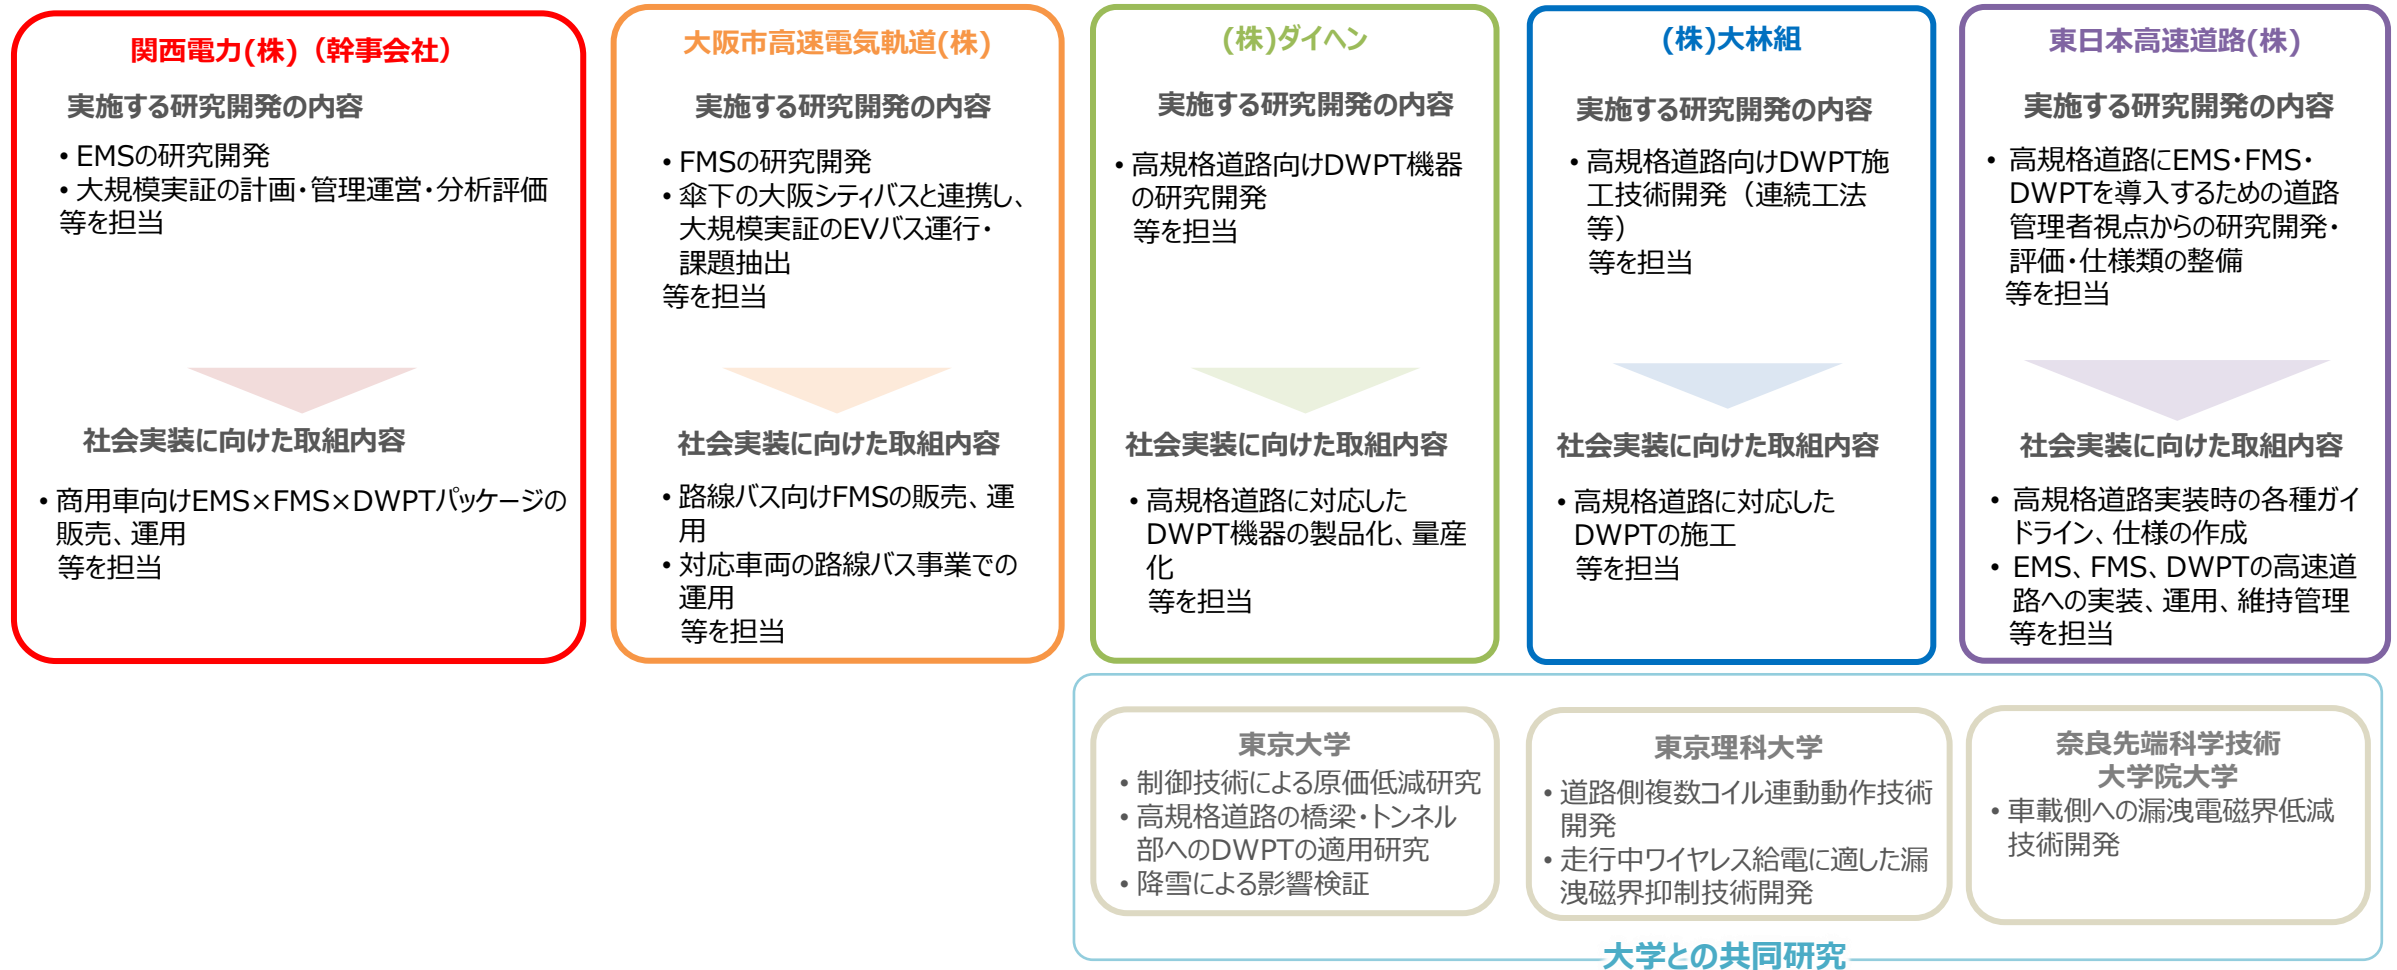 関西電力(株)（幹事会社）
実施する研究開発の内容
• EMSの研究開発
• 大規模実証の計画・管理運営・分析評価
等を担当
社会実装に向けた取組内容
• 商用車向けEMS×FMS×DWPTパッケージの
販売、運用
等を担当
大阪市高速電気軌道(株)
実施する研究開発の内容
• FMSの研究開発
• 傘下の大阪シティバスと連携し、
大規模実証のEVバス運行・
課題抽出
等を担当
社会実装に向けた取組内容
• 路線バス向けFMSの販売、運
用
• 対応車両の路線バス事業での
運用
等を担当
(株)ダイヘン
実施する研究開発の内容
• 高規格道路向けDWPT機器
の研究開発
等を担当
社会実装に向けた取組内容
• 高規格道路に対応した
DWPT機器の製品化、量産
化
等を担当
(株)大林組
実施する研究開発の内容
• 高規格道路向けDWPT施
工技術開発（連続工法
等）
等を担当
社会実装に向けた取組内容
• 高規格道路に対応した
DWPTの施工
等を担当
東日本高速道路(株)
実施する研究開発の内容
• 高規格道路にEMS・FMS・
DWPTを導入するための道路
管理者視点からの研究開発・
評価・仕様類の整備
等を担当
社会実装に向けた取組内容
• 高規格道路実装時の各種ガイ
ドライン、仕様の作成
• EMS、FMS、DWPTの高速道
路への実装、運用、維持管理
等を担当
東京大学
• 制御技術による原価低減研究
• 高規格道路の橋梁・トンネル
部へのDWPTの適用研究
• 降雪による影響検証
東京理科大学
• 道路側複数コイル連動動作技術
開発
• 走行中ワイヤレス給電に適した漏
洩磁界抑制技術開発
奈良先端科学技術
大学院大学
• 車載側への漏洩電磁界低減
技術開発
大学との共同研究